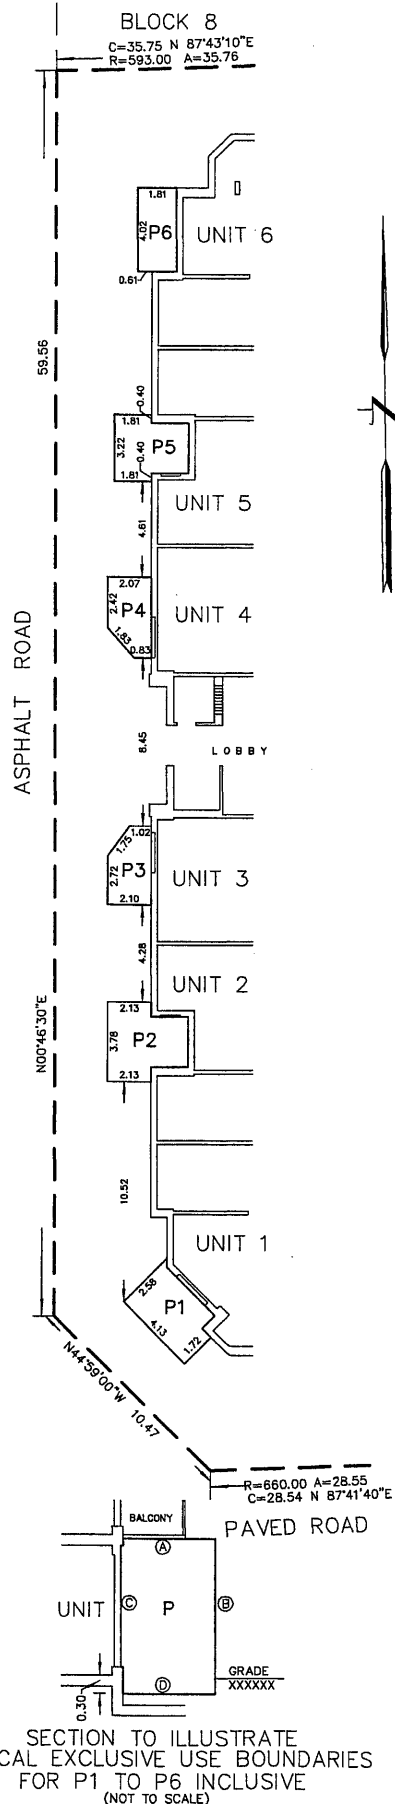 BLOCK 8
C=35.75 N 87°43'10"E
R=593.00 A=35.76
1.81
4.02
P6
UNIT 6
0.61
59.56
0.40
1.81
3.22
P5
0.40
1.81
UNIT 5
4.61
2.07
2.42
P4
UNIT 4
1.83
0.83
ASPHALT ROAD
8.45
LOBBY
1.02
1.75
2.72
P3
UNIT 3
2.10
4.28
UNIT 2
2.13
3.78
P2
2.13
N00°46'30"E
10.52
UNIT 1
2.58
P1
4.13
1.72
N44°59'00"W 10.47
R=660.00 A=28.55
C=28.54 N 87°41'40"E
PAVED ROAD
BALCONY
A
UNIT
C
P
B
D
GRADE
XXXXXX
0.30
SECTION TO ILLUSTRATE
CAL EXCLUSIVE USE BOUNDARIES
FOR P1 TO P6 INCLUSIVE
(NOT TO SCALE)